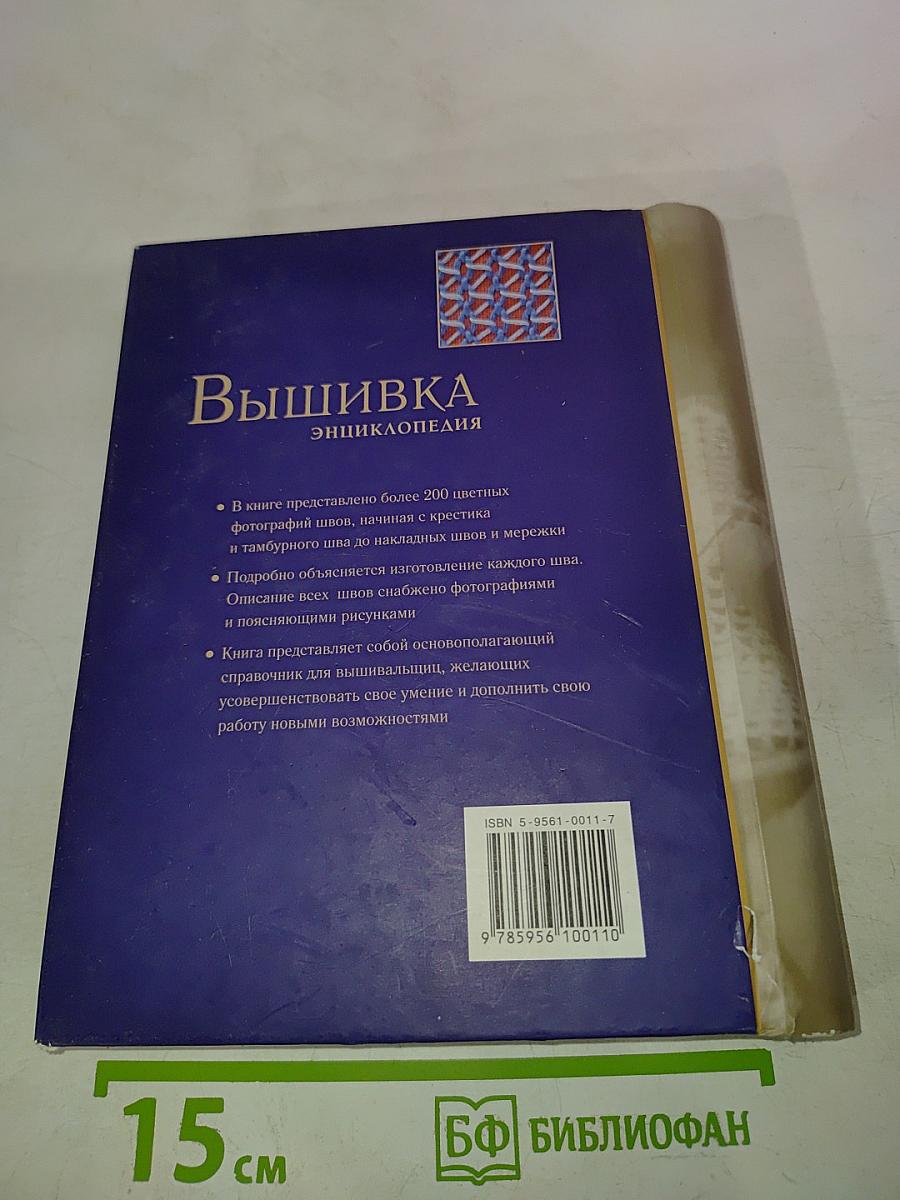 ВЫШИВКА
ЭНЦИКЛОПЕДИЯ
• В книге представлено более 200 цветных
фотографий швов, начиная с крестика
и тамбурного шва до накладных швов и мережки
• Подробно объясняется изготовление каждого шва.
Описание всех швов снабжено фотографиями
и поясняющими рисунками
• Книга представляет собой основополагающий
справочник для вышивальщиц, желающих
усовершенствовать свое умение и дополнить свою
работу новыми возможностями
ISBN 5-9561-0011-7
9 785956 100110
15 см
БФ БИБЛИОФАН